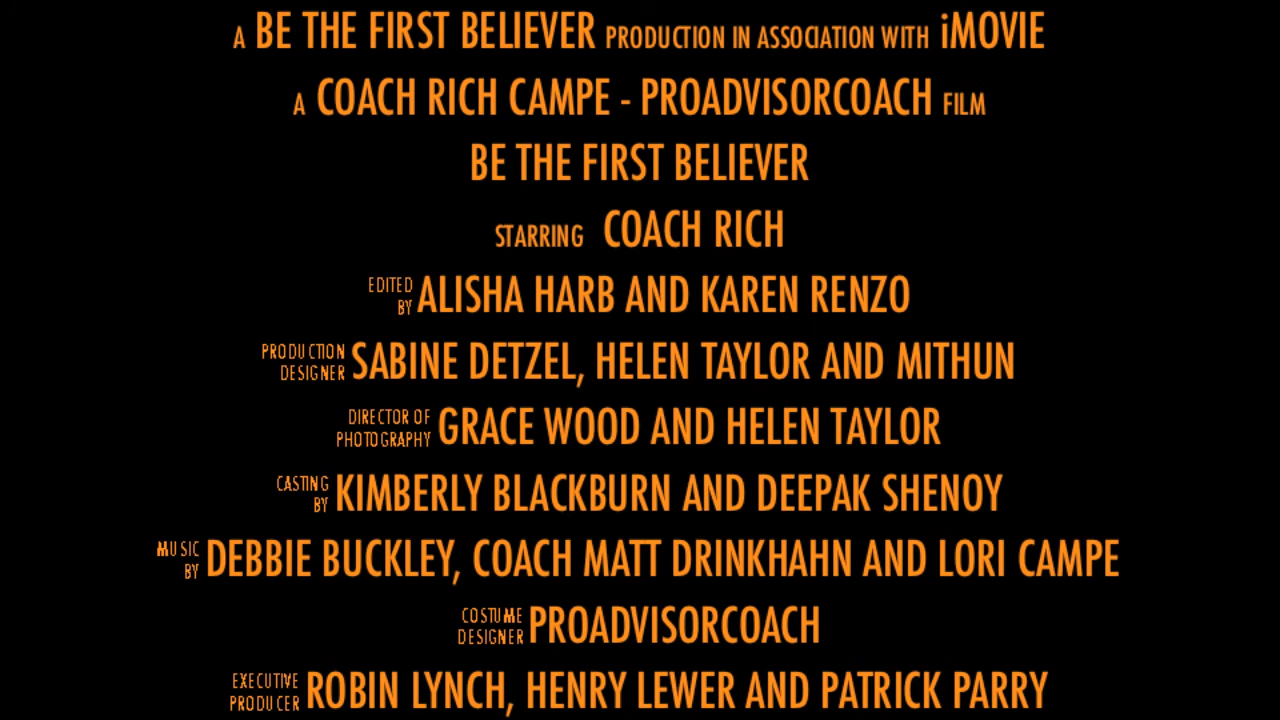 A BE THE FIRST BELIEVER PRODUCTION IN ASSOCIATION WITH iMOVIE
A COACH RICH CAMPE - PROADVISORCOACH FILM
BE THE FIRST BELIEVER
STARRING COACH RICH
EDITED BY ALISHA HARB AND KAREN RENZO
PRODUCTION DESIGNER SABINE DETZEL, HELEN TAYLOR AND MITHUN
DIRECTOR OF PHOTOGRAPHY GRACE WOOD AND HELEN TAYLOR
CASTING BY KIMBERLY BLACKBURN AND DEEPAK SHENOY
MUSIC BY DEBBIE BUCKLEY, COACH MATT DRINKHAHN AND LORI CAMPE
COSTUME DESIGNER PROADVISORCOACH
EXECUTIVE PRODUCER ROBIN LYNCH, HENRY LEWER AND PATRICK PARRY